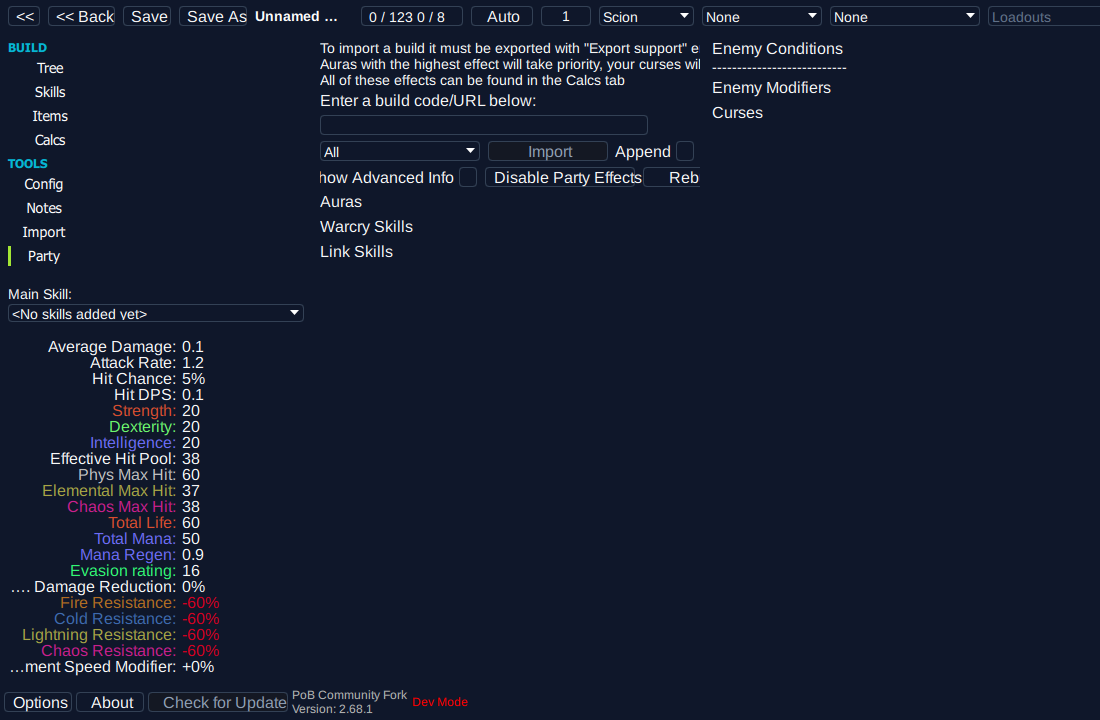 << << Back Save Save As Unnamed ... 0 / 123 0 / 8 Auto 1 Scion None None Loadouts
BUILD
Tree
Skills
Items
Calcs
TOOLS
Config
Notes
Import
Party
Main Skill:
<No skills added yet>
Average Damage: 0.1
Attack Rate: 1.2
Hit Chance: 5%
Hit DPS: 0.1
Strength: 20
Dexterity: 20
Intelligence: 20
Effective Hit Pool: 38
Phys Max Hit: 60
Elemental Max Hit: 37
Chaos Max Hit: 38
Total Life: 60
Total Mana: 50
Mana Regen: 0.9
Evasion rating: 16
.... Damage Reduction: 0%
Fire Resistance: -60%
Cold Resistance: -60%
Lightning Resistance: -60%
Chaos Resistance: -60%
...ment Speed Modifier: +0%
Options About Check for Update
PoB Community Fork
Version: 2.68.1
Dev Mode
To import a build it must be exported with "Export support" e
Auras with the highest effect will take priority, your curses wil
All of these effects can be found in the Calcs tab
Enter a build code/URL below:
All Import Append
how Advanced Info Disable Party Effects Reb
Auras
Warcry Skills
Link Skills
Enemy Conditions
---------------------------
Enemy Modifiers
Curses